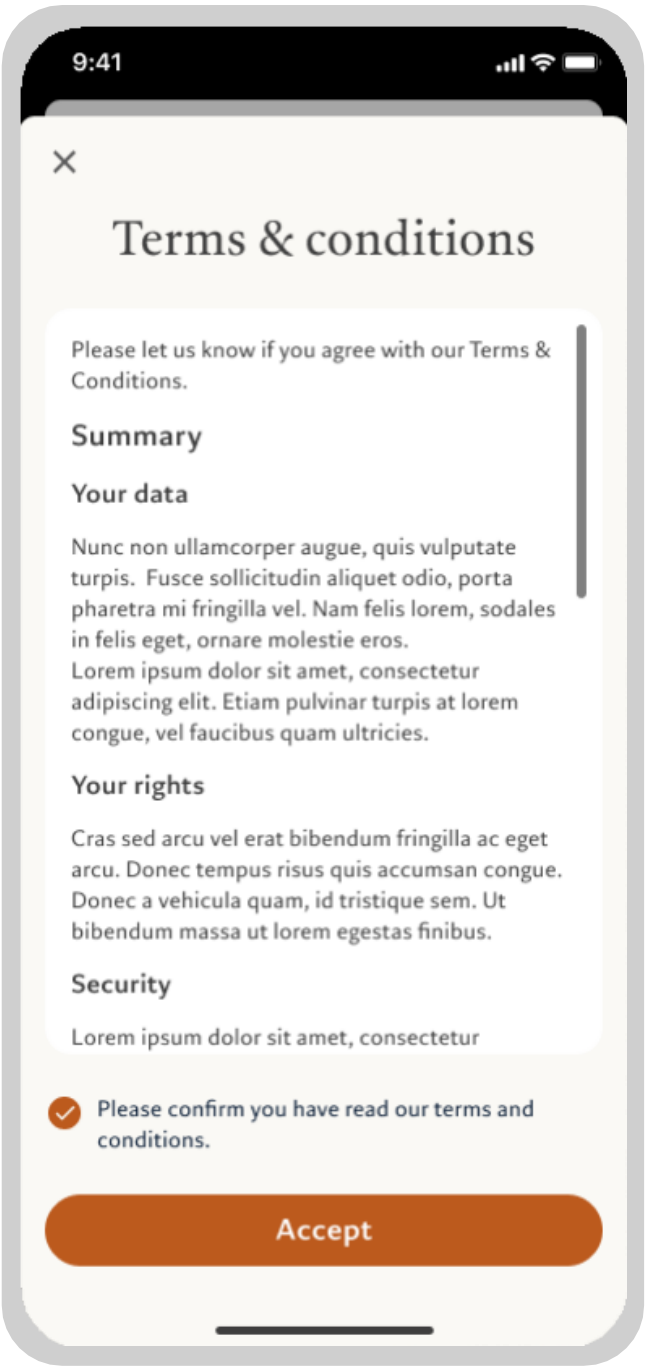 9:41
Terms & conditions
Please let us know if you agree with our Terms &
Conditions.
Summary
Your data
Nunc non ullamcorper augue, quis vulputate
turpis.  Fusce sollicitudin aliquet odio, porta
pharetra mi fringilla vel. Nam felis lorem, sodales
in felis eget, ornare molestie eros.
Lorem ipsum dolor sit amet, consectetur
adipiscing elit. Etiam pulvinar turpis at lorem
congue, vel faucibus quam ultricies.
Your rights
Cras sed arcu vel erat bibendum fringilla ac eget
arcu. Donec tempus risus quis accumsan congue.
Donec a vehicula quam, id tristique sem. Ut
bibendum massa ut lorem egestas finibus.
Security
Lorem ipsum dolor sit amet, consectetur
Please confirm you have read our terms and
conditions.
Accept